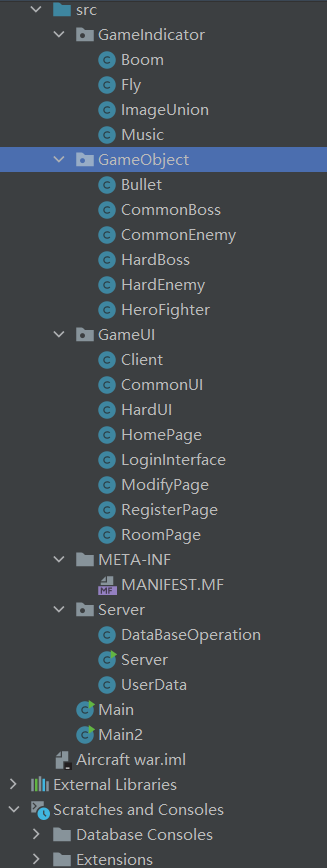 src
GameIndicator
Boom
Fly
ImageUnion
Music
GameObject
Bullet
CommonBoss
CommonEnemy
HardBoss
HardEnemy
HeroFighter
GameUI
Client
CommonUI
HardUI
HomePage
LoginInterface
ModifyPage
RegisterPage
RoomPage
META-INF
MF MANIFEST.MF
Server
DataBaseOperation
Server
UserData
Main
Main2
Aircraft war.iml
External Libraries
Scratches and Consoles
Database Consoles
Extensions